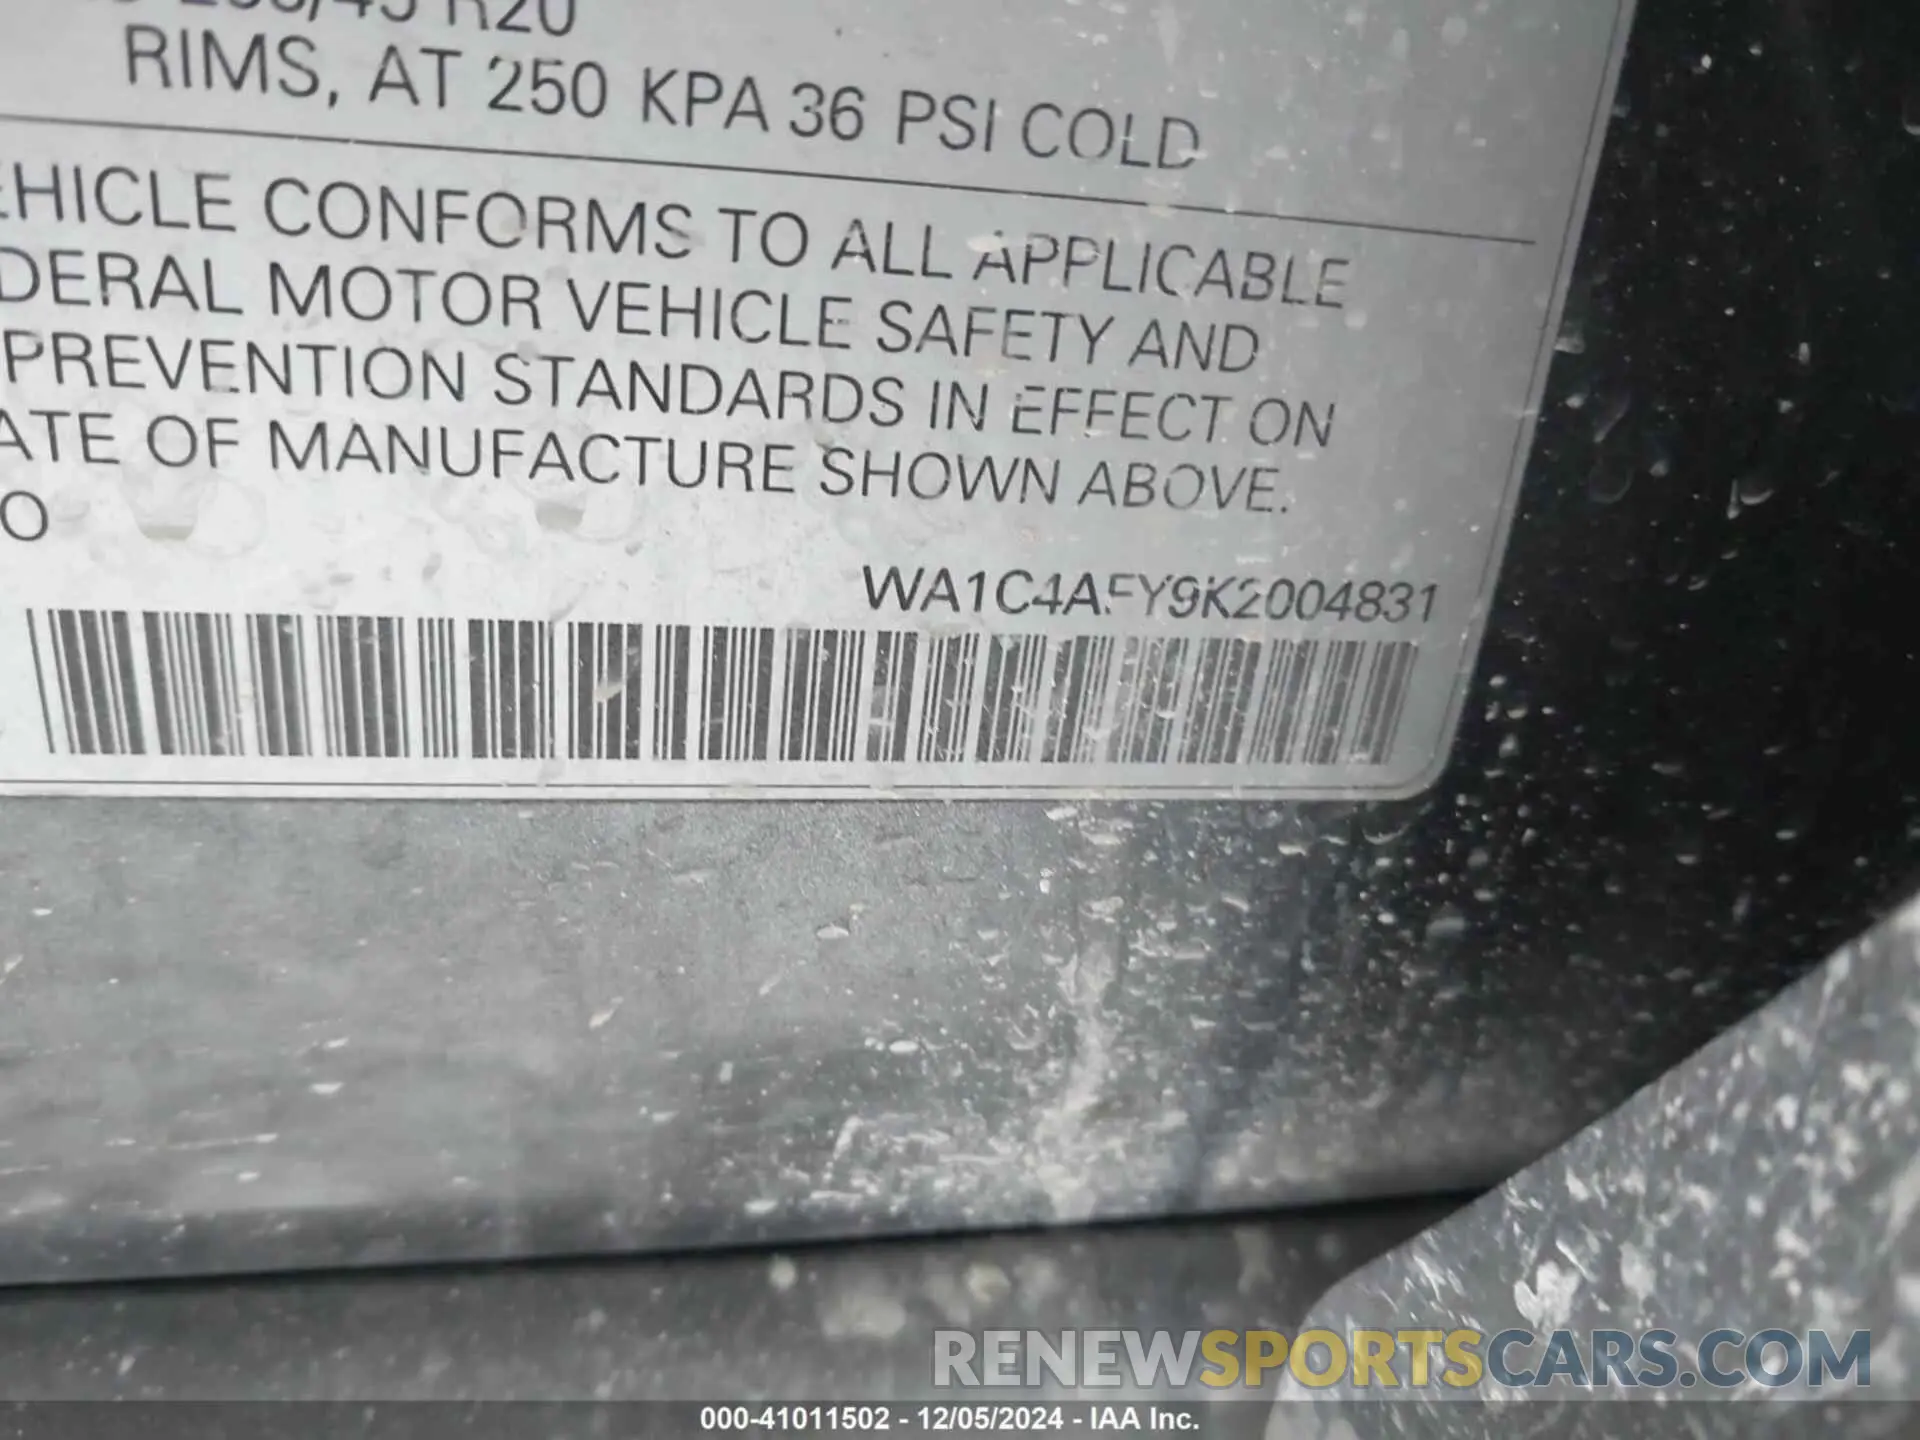 R20
RIMS, AT 250 KPA 36 PSI COLD
EHICLE CONFORMS TO ALL APPLICABLE
DERAL MOTOR VEHICLE SAFETY AND
PREVENTION STANDARDS IN EFFECT ON
ATE OF MANUFACTURE SHOWN ABOVE.
O
WA1C4AFY9K2004831
RENEWSPORTSCARS.COM
000-41011502 - 12/05/2024 - IAA Inc.